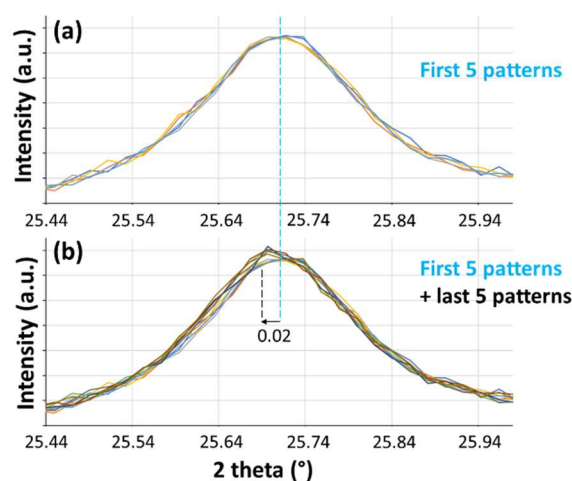 (a)
First 5 patterns
Intensity (a.u.)
25.44 25.54 25.64 25.74 25.84 25.94
(b)
First 5 patterns
+ last 5 patterns
0.02
Intensity (a.u.)
25.44 25.54 25.64 25.74 25.84 25.94
2 theta (°)